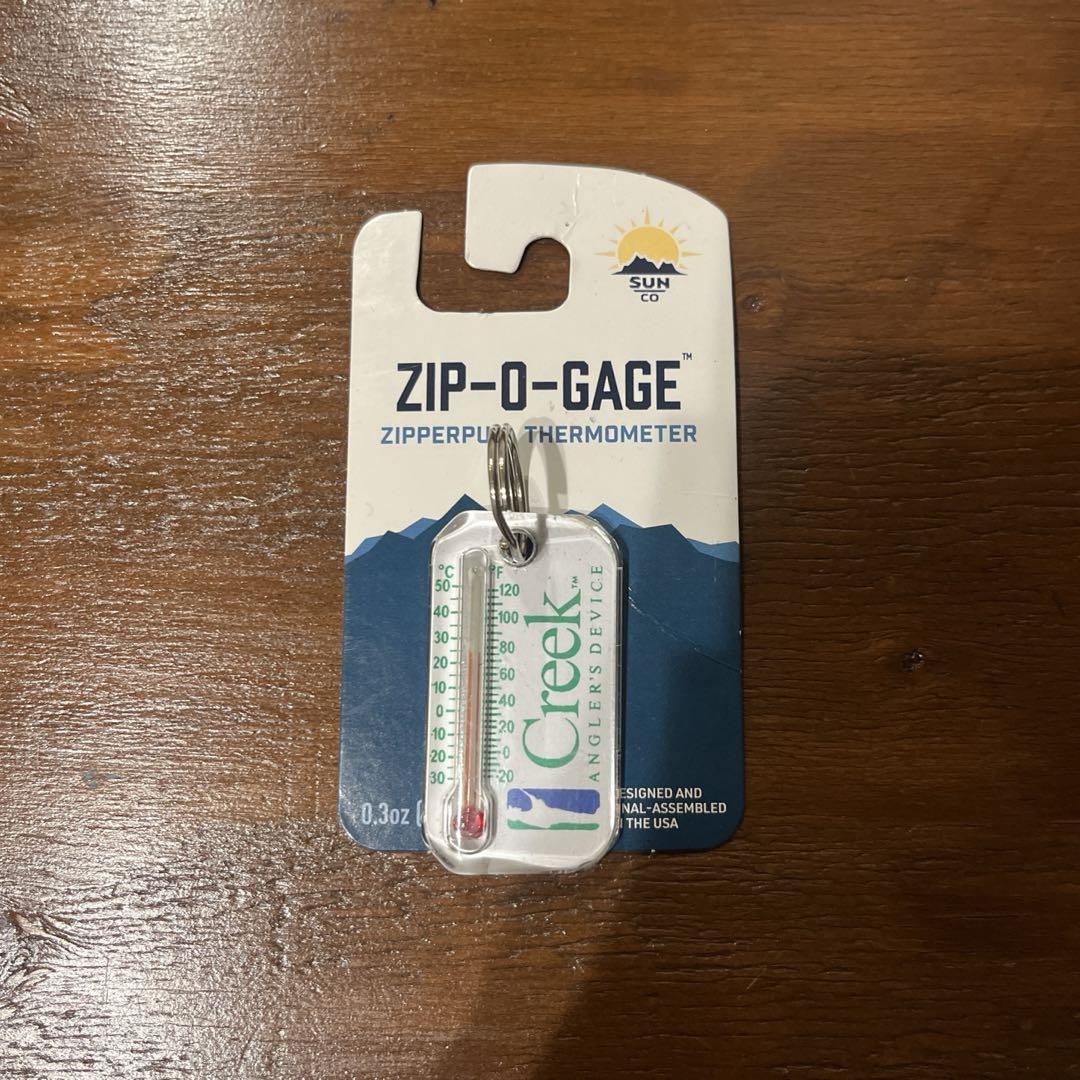 SUN
CO
ZIP-O-GAGE™
ZIPPERPU THERMOMETER
°C °F
50 120
40 100
30 80
20 60
10 40
0 20
-10 0
-20 -20
30
Creek™
ANGLER'S DEVICE
0.3oz (
ESIGNED AND
NAL-ASSEMBLED
THE USA